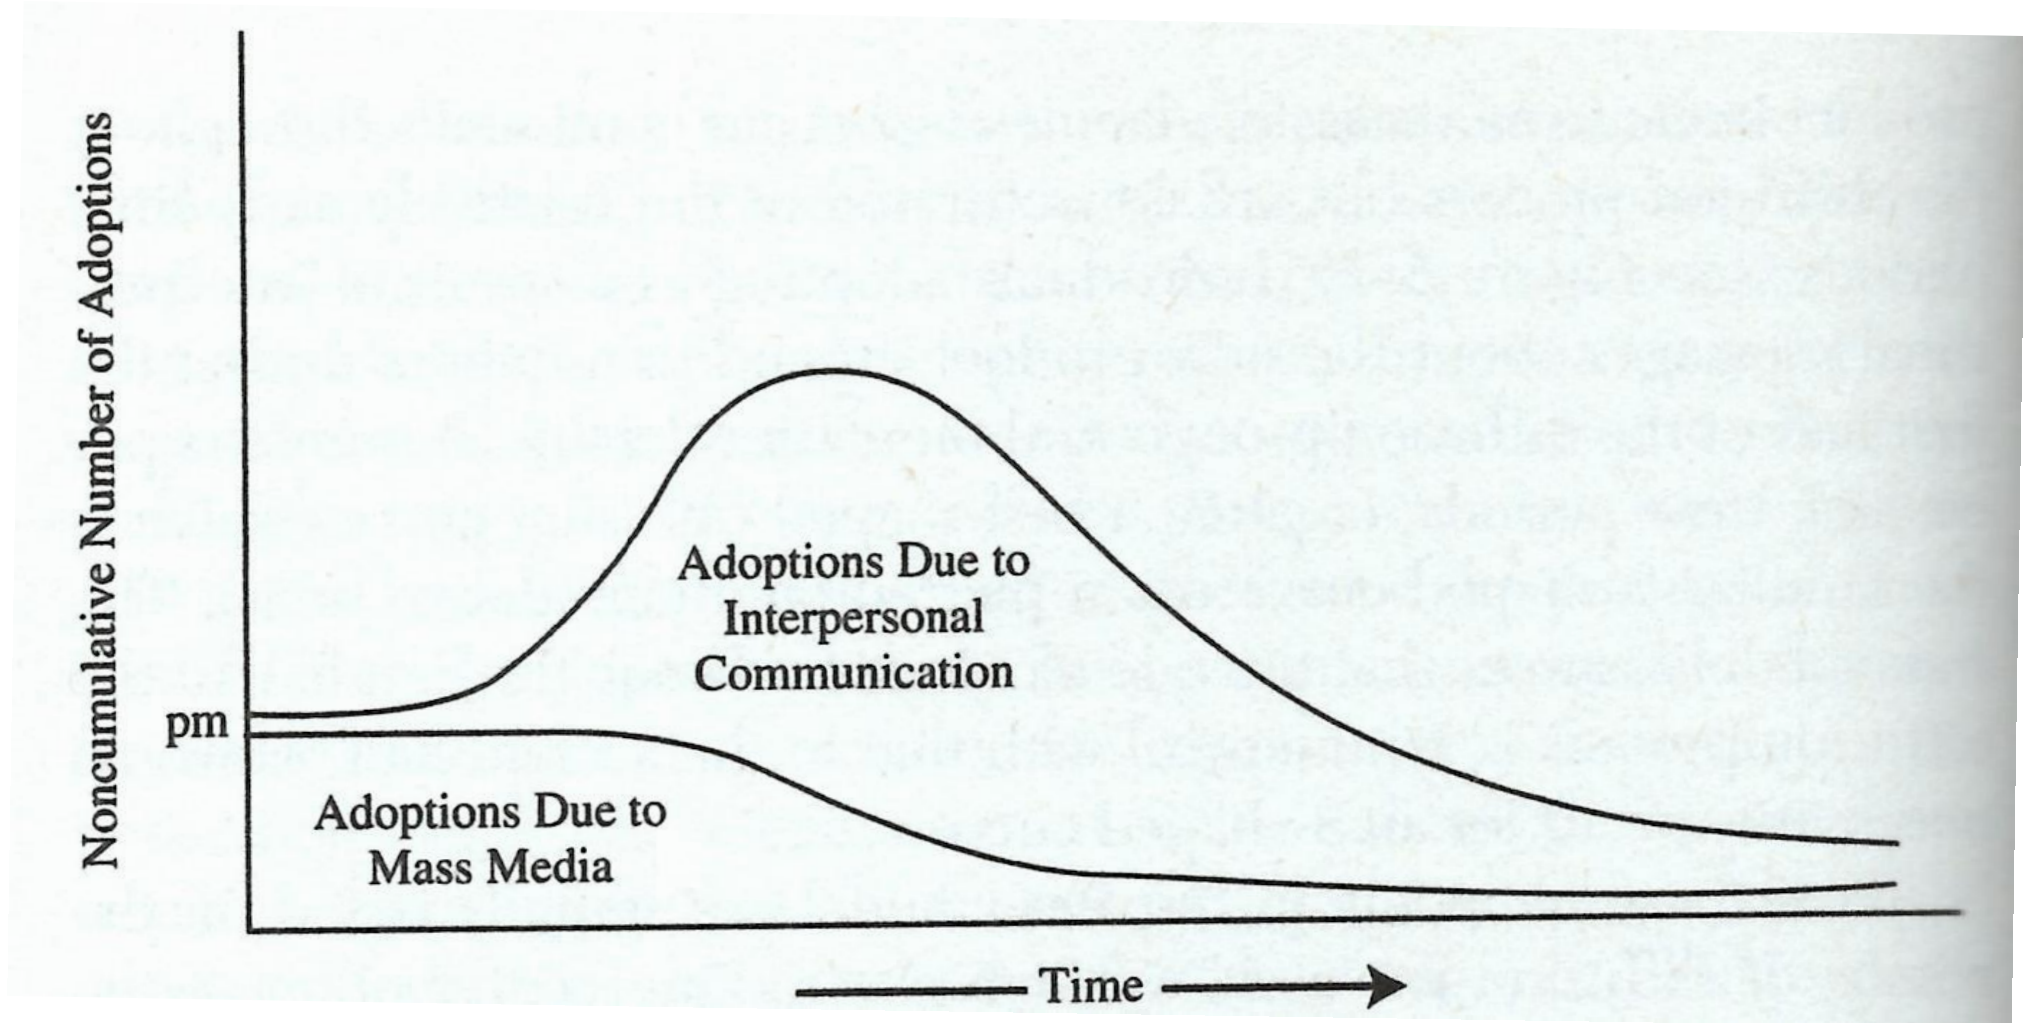 Noncumulative Number of Adoptions
Adoptions Due to
Interpersonal
Communication
pm
Adoptions Due to
Mass Media
Time